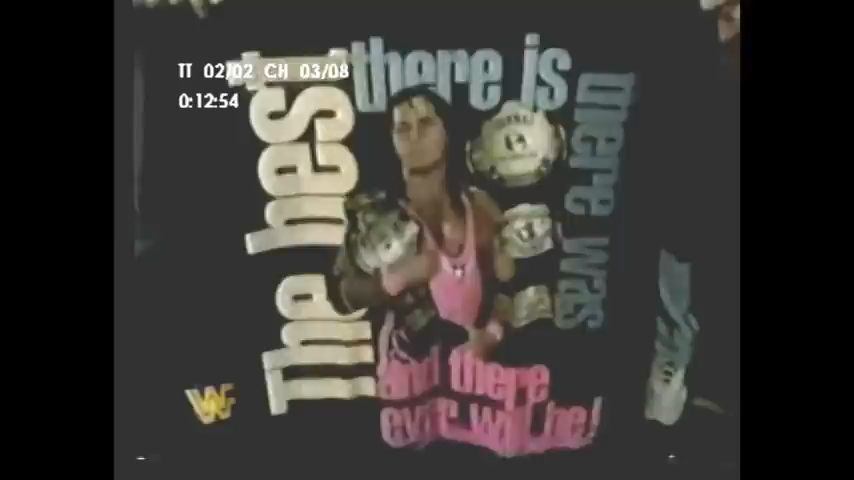 TT 02/02 CH 03/08
0:12:54
The best
there is
there was
and there
ever will be!
WF